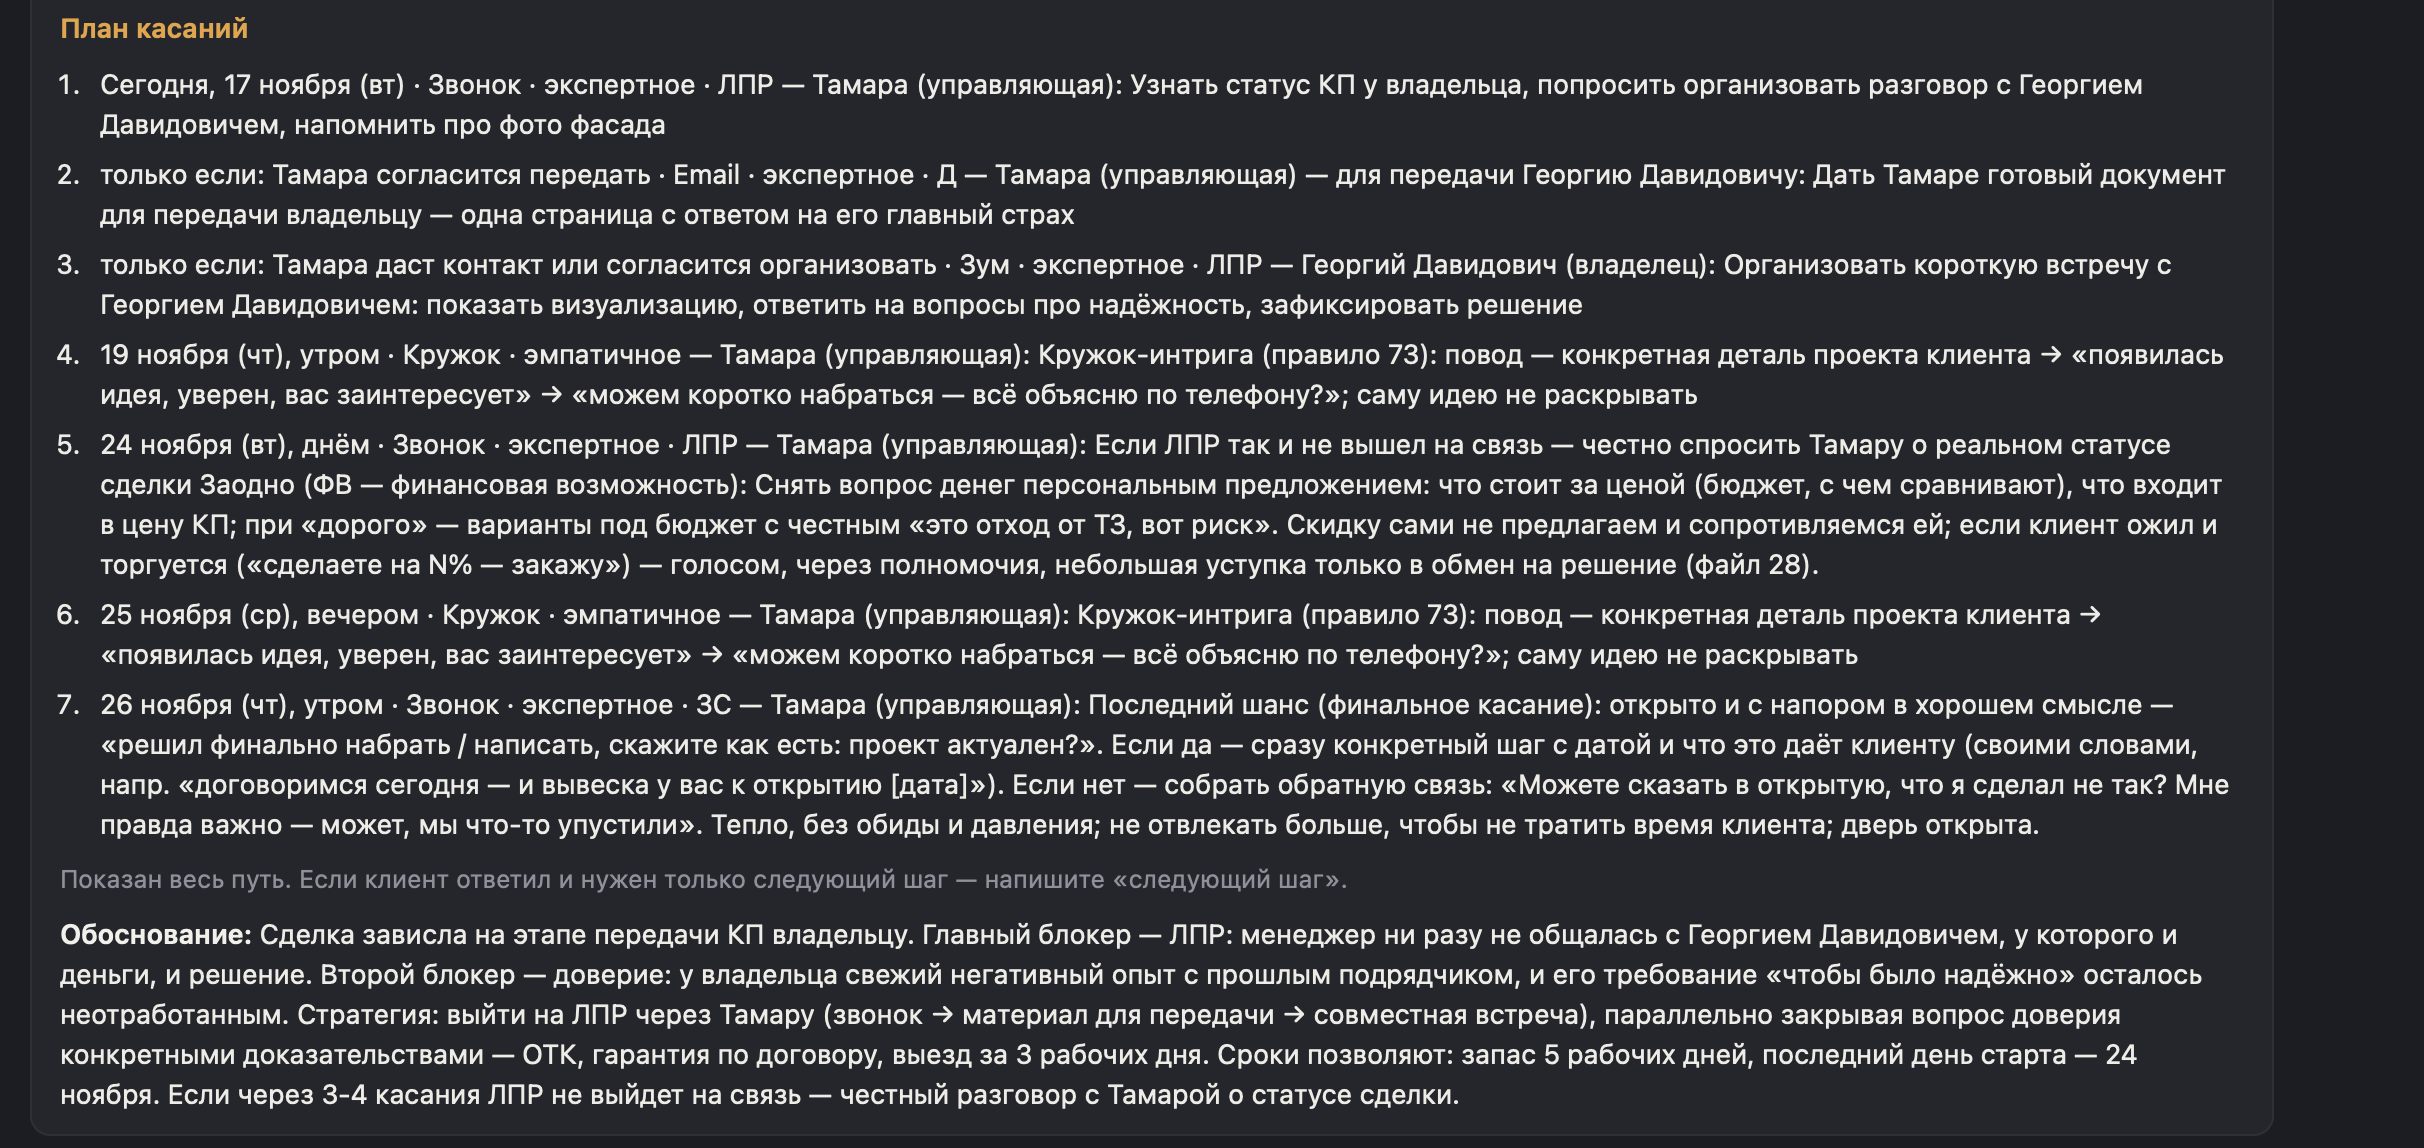 План касаний
1. Сегодня, 17 ноября (вт) · Звонок · экспертное · ЛПР — Тамара (управляющая): Узнать статус КП у владельца, попросить организовать разговор с Георгием
Давидовичем, напомнить про фото фасада
2. только если: Тамара согласится передать · Email · экспертное · Д — Тамара (управляющая) — для передачи Георгию Давидовичу: Дать Тамаре готовый документ
для передачи владельцу — одна страница с ответом на его главный страх
3. только если: Тамара даст контакт или согласится организовать · Зум · экспертное · ЛПР — Георгий Давидович (владелец): Организовать короткую встречу с
Георгием Давидовичем: показать визуализацию, ответить на вопросы про надёжность, зафиксировать решение
4. 19 ноября (чт), утром · Кружок · эмпатичное — Тамара (управляющая): Кружок-интрига (правило 73): повод — конкретная деталь проекта клиента → «появилась
идея, уверен, вас заинтересует» → «можем коротко набраться — всё объясню по телефону?»; саму идею не раскрывать
5. 24 ноября (вт), днём · Звонок · экспертное · ЛПР — Тамара (управляющая): Если ЛПР так и не вышел на связь — честно спросить Тамару о реальном статусе
сделки Заодно (ФВ — финансовая возможность): Снять вопрос денег персональным предложением: что стоит за ценой (бюджет, с чем сравнивают), что входит
в цену КП; при «дорого» — варианты под бюджет с честным «это отход от ТЗ, вот риск». Скидку сами не предлагаем и сопротивляемся ей; если клиент ожил и
торгуется («сделаете на N% — закажу») — голосом, через полномочия, небольшая уступка только в обмен на решение (файл 28).
6. 25 ноября (ср), вечером · Кружок · эмпатичное — Тамара (управляющая): Кружок-интрига (правило 73): повод — конкретная деталь проекта клиента →
«появилась идея, уверен, вас заинтересует» → «можем коротко набраться — всё объясню по телефону?»; саму идею не раскрывать
7. 26 ноября (чт), утром · Звонок · экспертное · ЗС — Тамара (управляющая): Последний шанс (финальное касание): открыто и с напором в хорошем смысле —
«решил финально набрать / написать, скажите как есть: проект актуален?». Если да — сразу конкретный шаг с датой и что это даёт клиенту (своими словами,
напр. «договоримся сегодня — и вывеска у вас к открытию [дата]»). Если нет — собрать обратную связь: «Можете сказать в открытую, что я сделал не так? Мне
правда важно — может, мы что-то упустили». Тепло, без обиды и давления; не отвлекать больше, чтобы не тратить время клиента; дверь открыта.
Показан весь путь. Если клиент ответил и нужен только следующий шаг — напишите «следующий шаг».
Обоснование: Сделка зависла на этапе передачи КП владельцу. Главный блокер — ЛПР: менеджер ни разу не общалась с Георгием Давидовичем, у которого и
деньги, и решение. Второй блокер — доверие: у владельца свежий негативный опыт с прошлым подрядчиком, и его требование «чтобы было надёжно» осталось
неотработанным. Стратегия: выйти на ЛПР через Тамару (звонок → материал для передачи → совместная встреча), параллельно закрывая вопрос доверия
конкретными доказательствами — ОТК, гарантия по договору, выезд за 3 рабочих дня. Сроки позволяют: запас 5 рабочих дней, последний день старта — 24
ноября. Если через 3-4 касания ЛПР не выйдет на связь — честный разговор с Тамарой о статусе сделки.